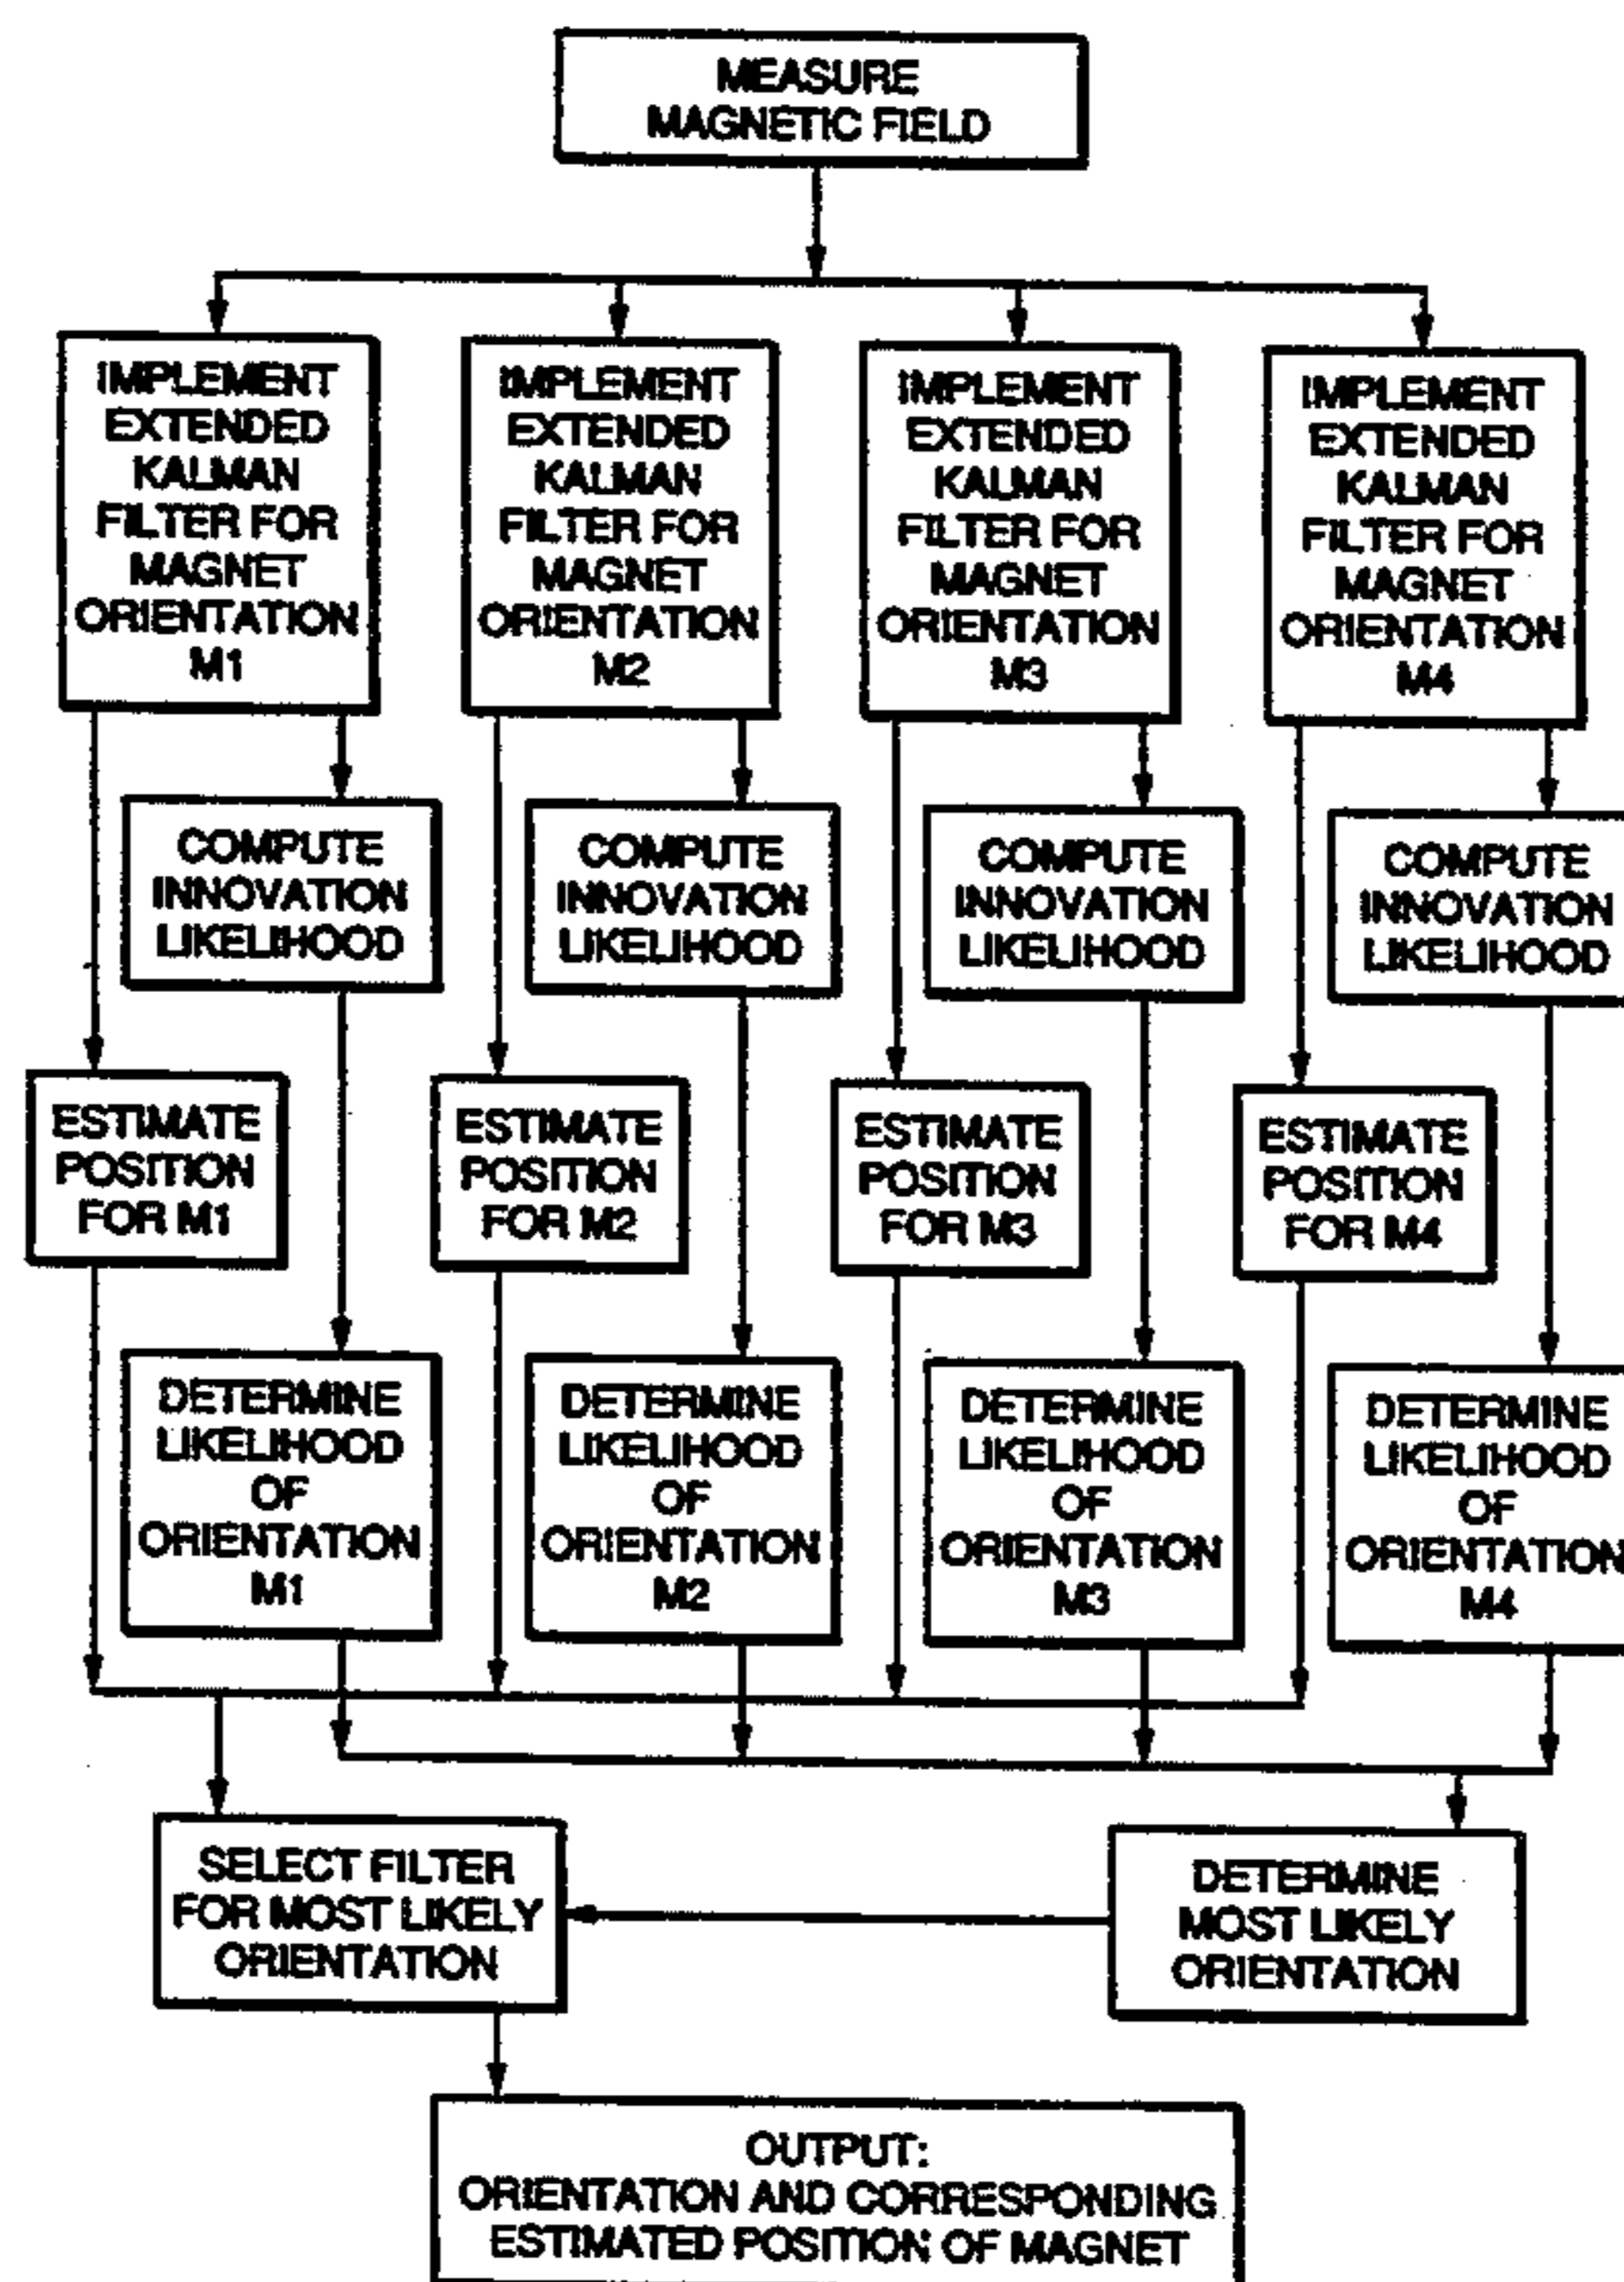 MEASURE
MAGNETIC FIELD
IMPLEMENT
EXTENDED
KALMAN
FILTER FOR
MAGNET
ORIENTATION
M1
IMPLEMENT
EXTENDED
KALMAN
FILTER FOR
MAGNET
ORIENTATION
M2
IMPLEMENT
EXTENDED
KALMAN
FILTER FOR
MAGNET
ORIENTATION
M3
IMPLEMENT
EXTENDED
KALMAN
FILTER FOR
MAGNET
ORIENTATION
M4
COMPUTE
INNOVATION
LIKELIHOOD
COMPUTE
INNOVATION
LIKELIHOOD
COMPUTE
INNOVATION
LIKELIHOOD
COMPUTE
INNOVATION
LIKELIHOOD
ESTIMATE
POSITION
FOR M1
ESTIMATE
POSITION
FOR M2
ESTIMATE
POSITION
FOR M3
ESTIMATE
POSITION
FOR M4
DETERMINE
LIKELIHOOD
OF
ORIENTATION
M1
DETERMINE
LIKELIHOOD
OF
ORIENTATION
M2
DETERMINE
LIKELIHOOD
OF
ORIENTATION
M3
DETERMINE
LIKELIHOOD
OF
ORIENTATION
M4
SELECT FILTER
FOR MOST LIKELY
ORIENTATION
DETERMINE
MOST LIKELY
ORIENTATION
OUTPUT:
ORIENTATION AND CORRESPONDING
ESTIMATED POSITION OF MAGNET